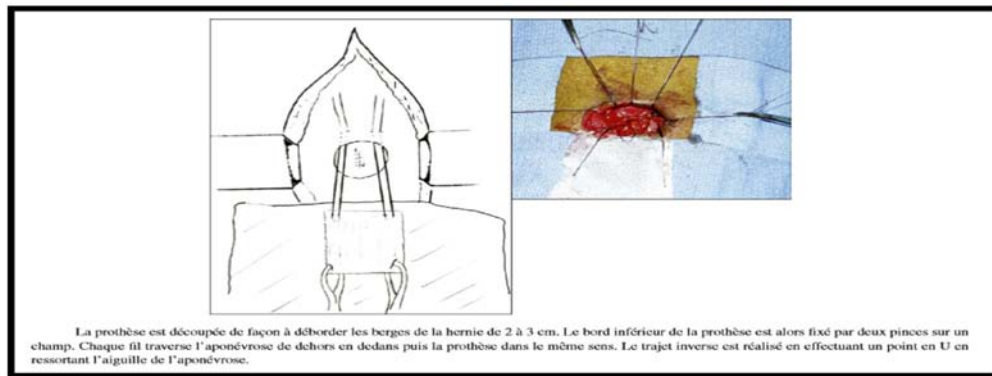 La prothèse est découpée de façon à déborder les berges de la hernie de 2 à 3 cm. Le bord inférieur de la prothèse est alors fixé par deux pinces sur un
champ. Chaque fil traverse l'aponévrose de dehors en dedans puis la prothèse dans le même sens. Le trajet inverse est réalisé en effectuant un point en U en
ressortant l'aiguille de l'aponévrose.